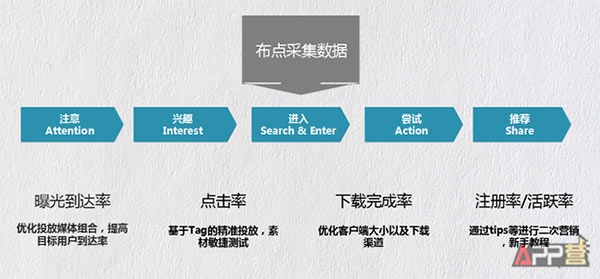 布点采集数据
注意
Attention
兴趣
Interest
进入
Search & Enter
尝试
Action
推荐
Share
曝光到达率
点击率
下载完成率
注册率/活跃率
优化投放媒体组合，提高
目标用户到达率
基于Tag的精准投放，素
材敏捷测试
优化客户端大小以及下载
渠道
通过tips等进行二次营销
，新手教程
APP营